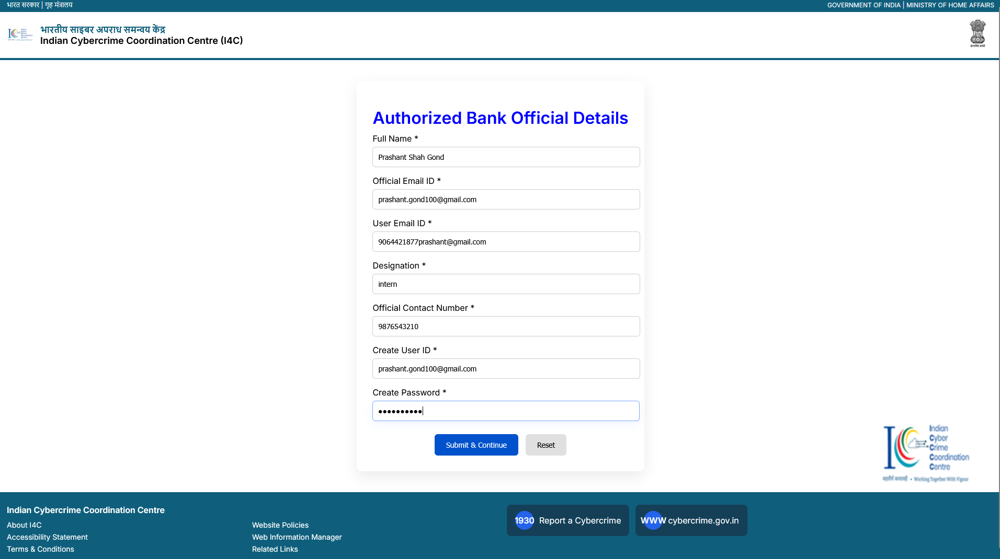 भारत सरकार | गृह मंत्रालय
GOVERNMENT OF INDIA | MINISTRY OF HOME AFFAIRS
भारतीय साइबर अपराध समन्वय केंद्र
Indian Cybercrime Coordination Centre (I4C)
Authorized Bank Official Details
Full Name *
Prashant Shah Gond
Official Email ID *
prashant.gond100@gmail.com
User Email ID *
9064421877prashant@gmail.com
Designation *
intern
Official Contact Number *
9876543210
Create User ID *
prashant.gond100@gmail.com
Create Password *
••••••••••
Submit & Continue
Reset
Indian
Cyber
Crime
Coordination
Centre
• Working Together With Vigour
Indian Cybercrime Coordination Centre
About I4C
Accessibility Statement
Terms & Conditions
Website Policies
Web Information Manager
Related Links
1930 Report a Cybercrime
WWW cybercrime.gov.in